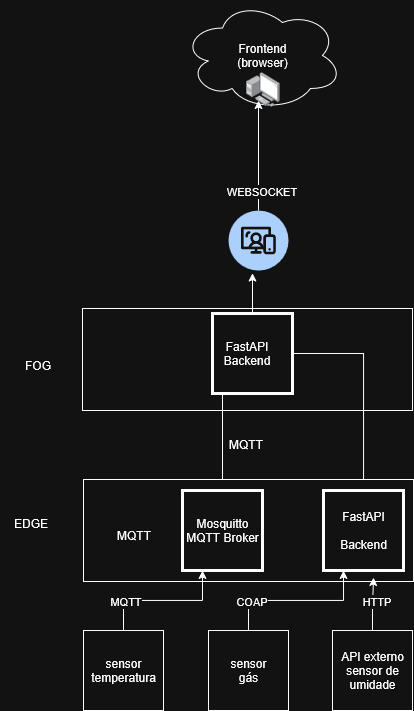 Frontend
(browser)
WEBSOCKET
FOG
FastAPI
Backend
MQTT
EDGE
MQTT
Mosquitto
MQTT Broker
FastAPI
Backend
MQTT
COAP
HTTP
sensor
temperatura
sensor
gás
API externo
sensor de
umidade